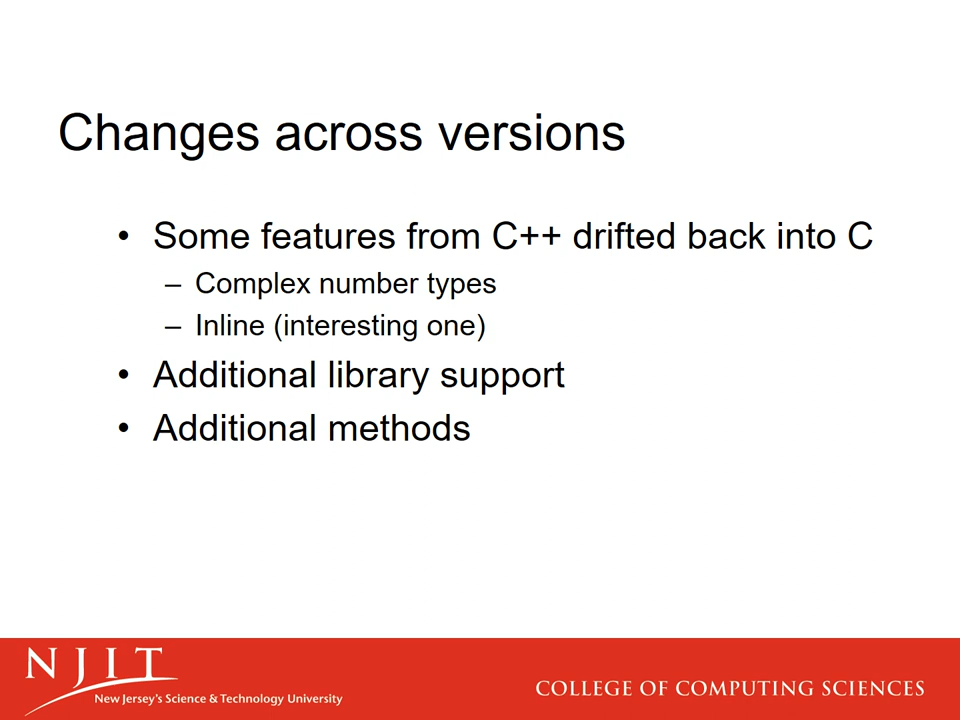 Changes across versions
• Some features from C++ drifted back into C
– Complex number types
– Inline (interesting one)
• Additional library support
• Additional methods
NJIT
New Jersey's Science & Technology University
COLLEGE OF COMPUTING SCIENCES